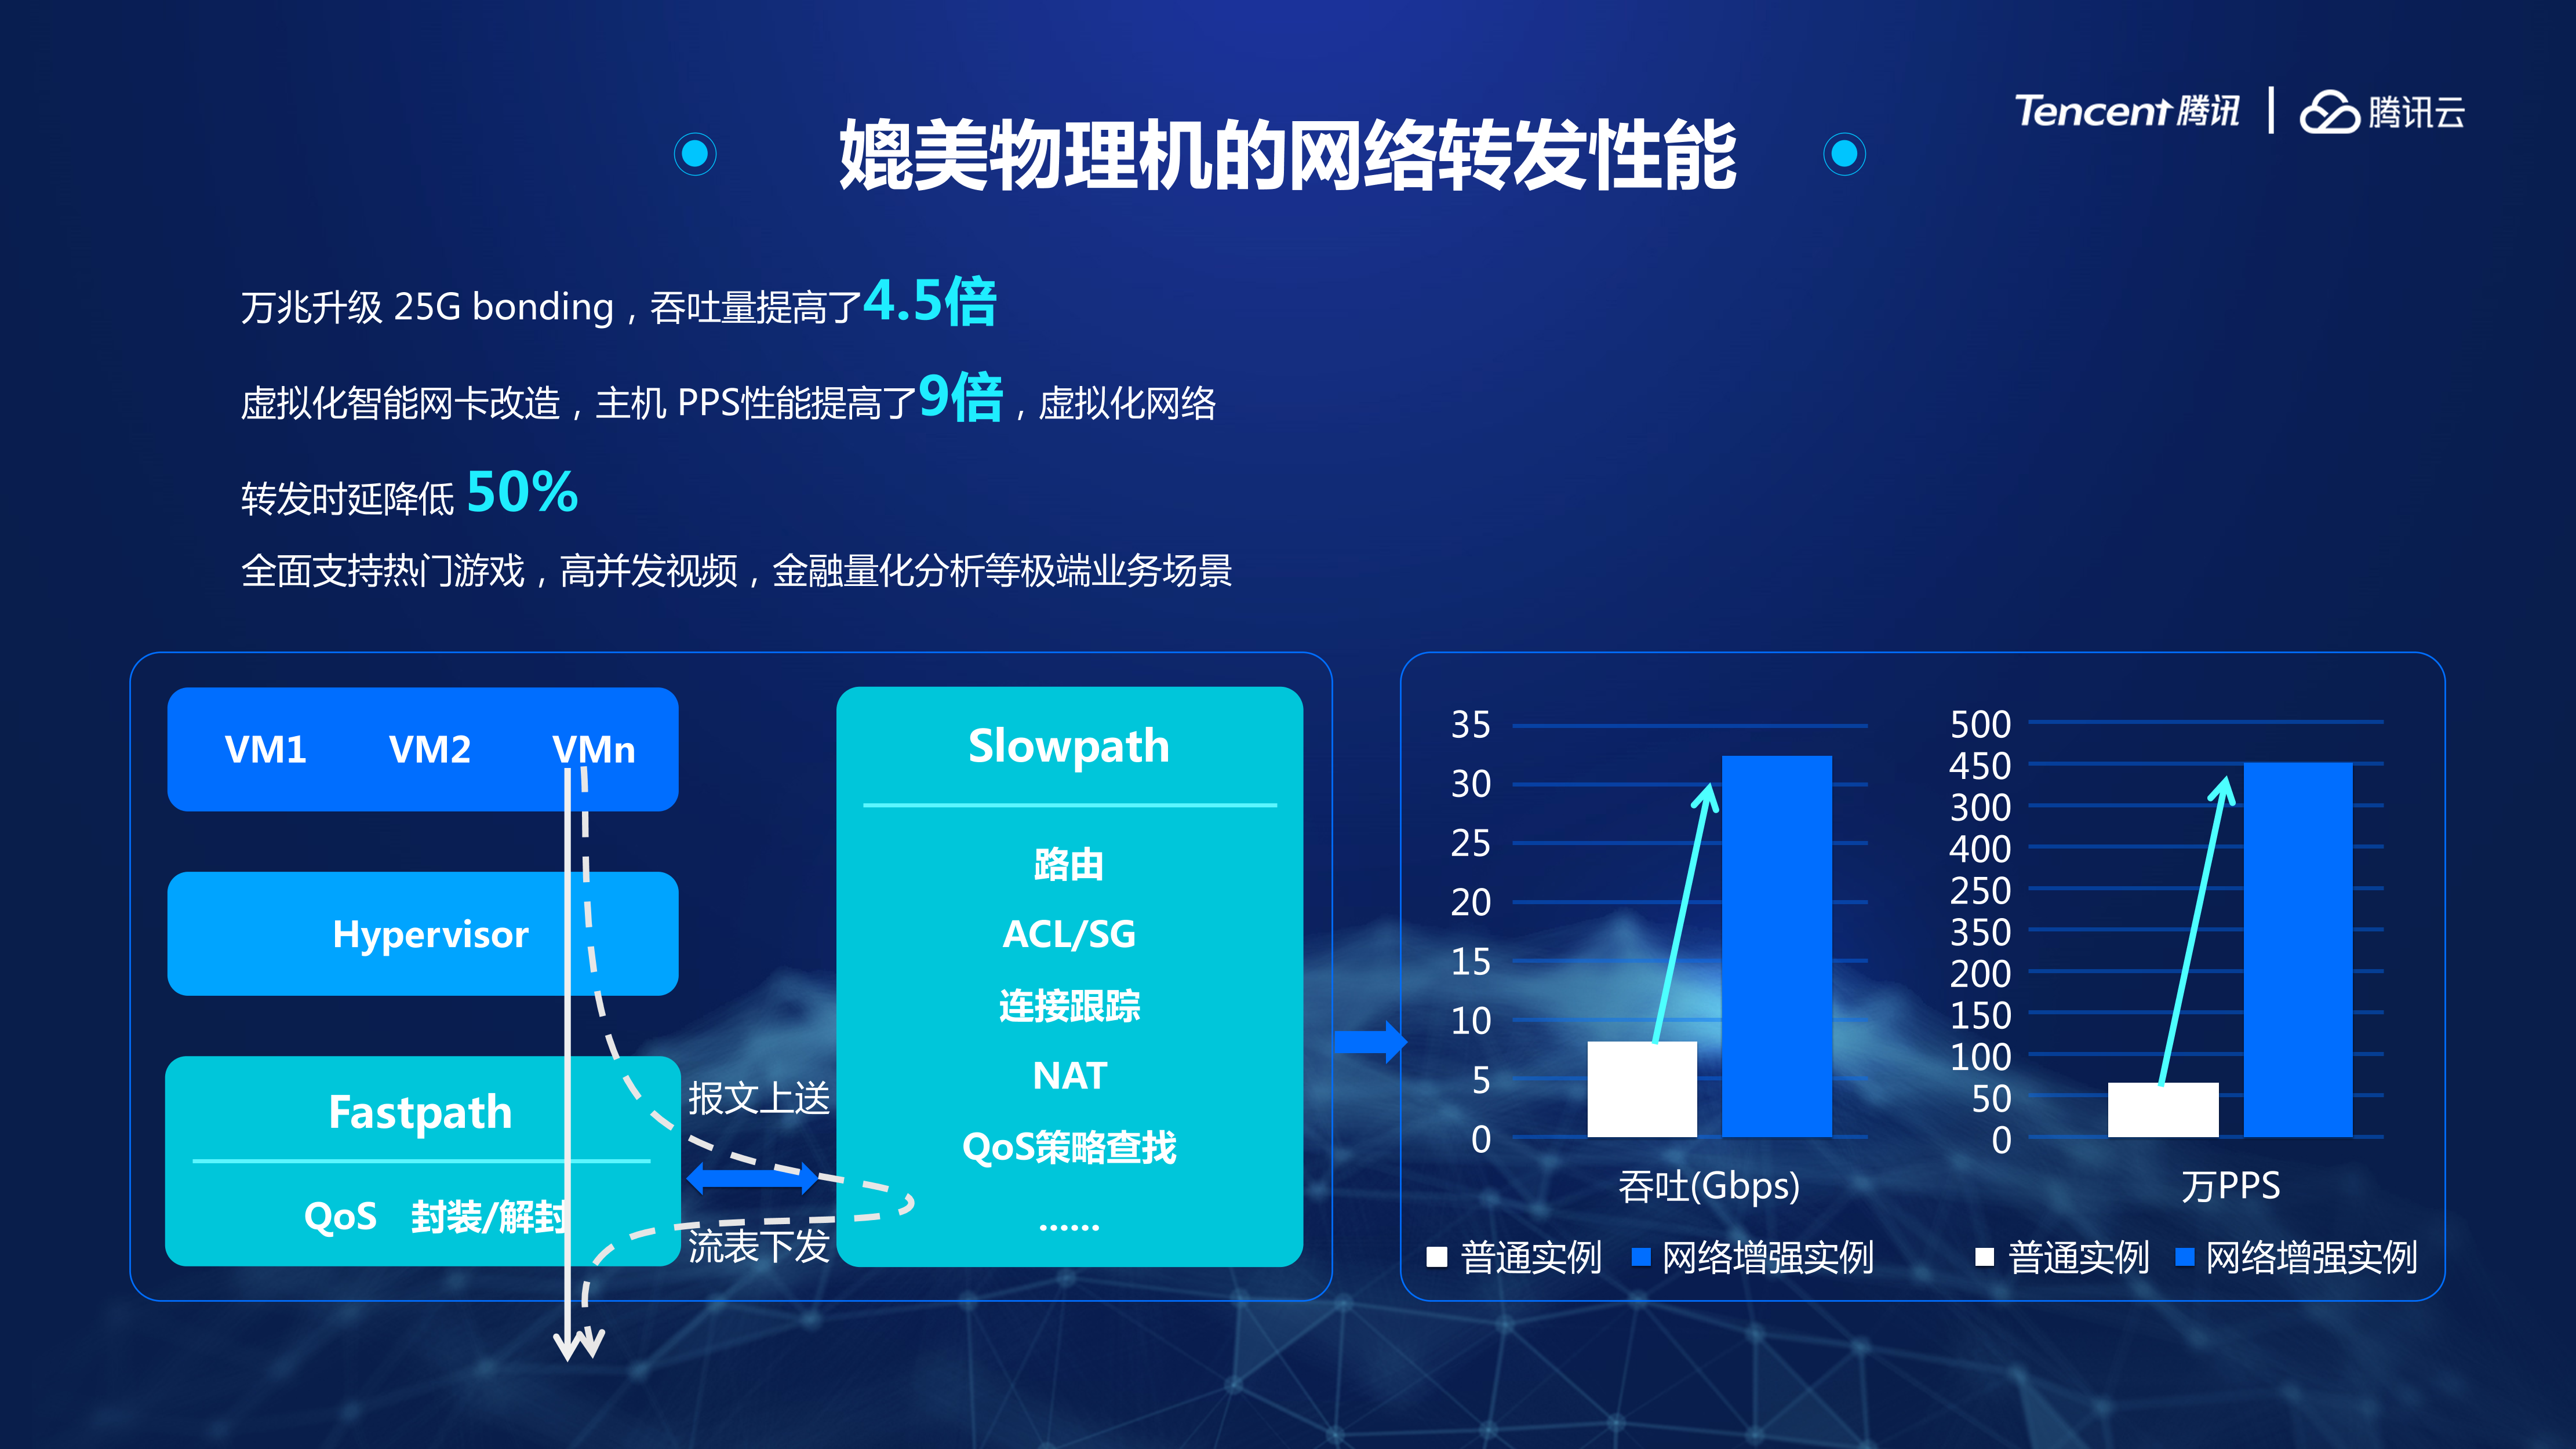 Tencent腾讯 | 腾讯云
媲美物理机的网络转发性能
万兆升级 25G bonding，吞吐量提高了4.5倍
虚拟化智能网卡改造，主机 PPS性能提高了9倍，虚拟化网络
转发时延降低 50%
全面支持热门游戏，高并发视频，金融量化分析等极端业务场景
VM1 VM2 VMn
Hypervisor
Fastpath
QoS 封装/解封
报文上送
流表下发
Slowpath
路由
ACL/SG
连接跟踪
NAT
QoS策略查找
......
35
30
25
20
15
10
5
0
吞吐(Gbps)
普通实例 网络增强实例
500
450
300
400
250
350
200
150
100
50
0
万PPS
普通实例 网络增强实例